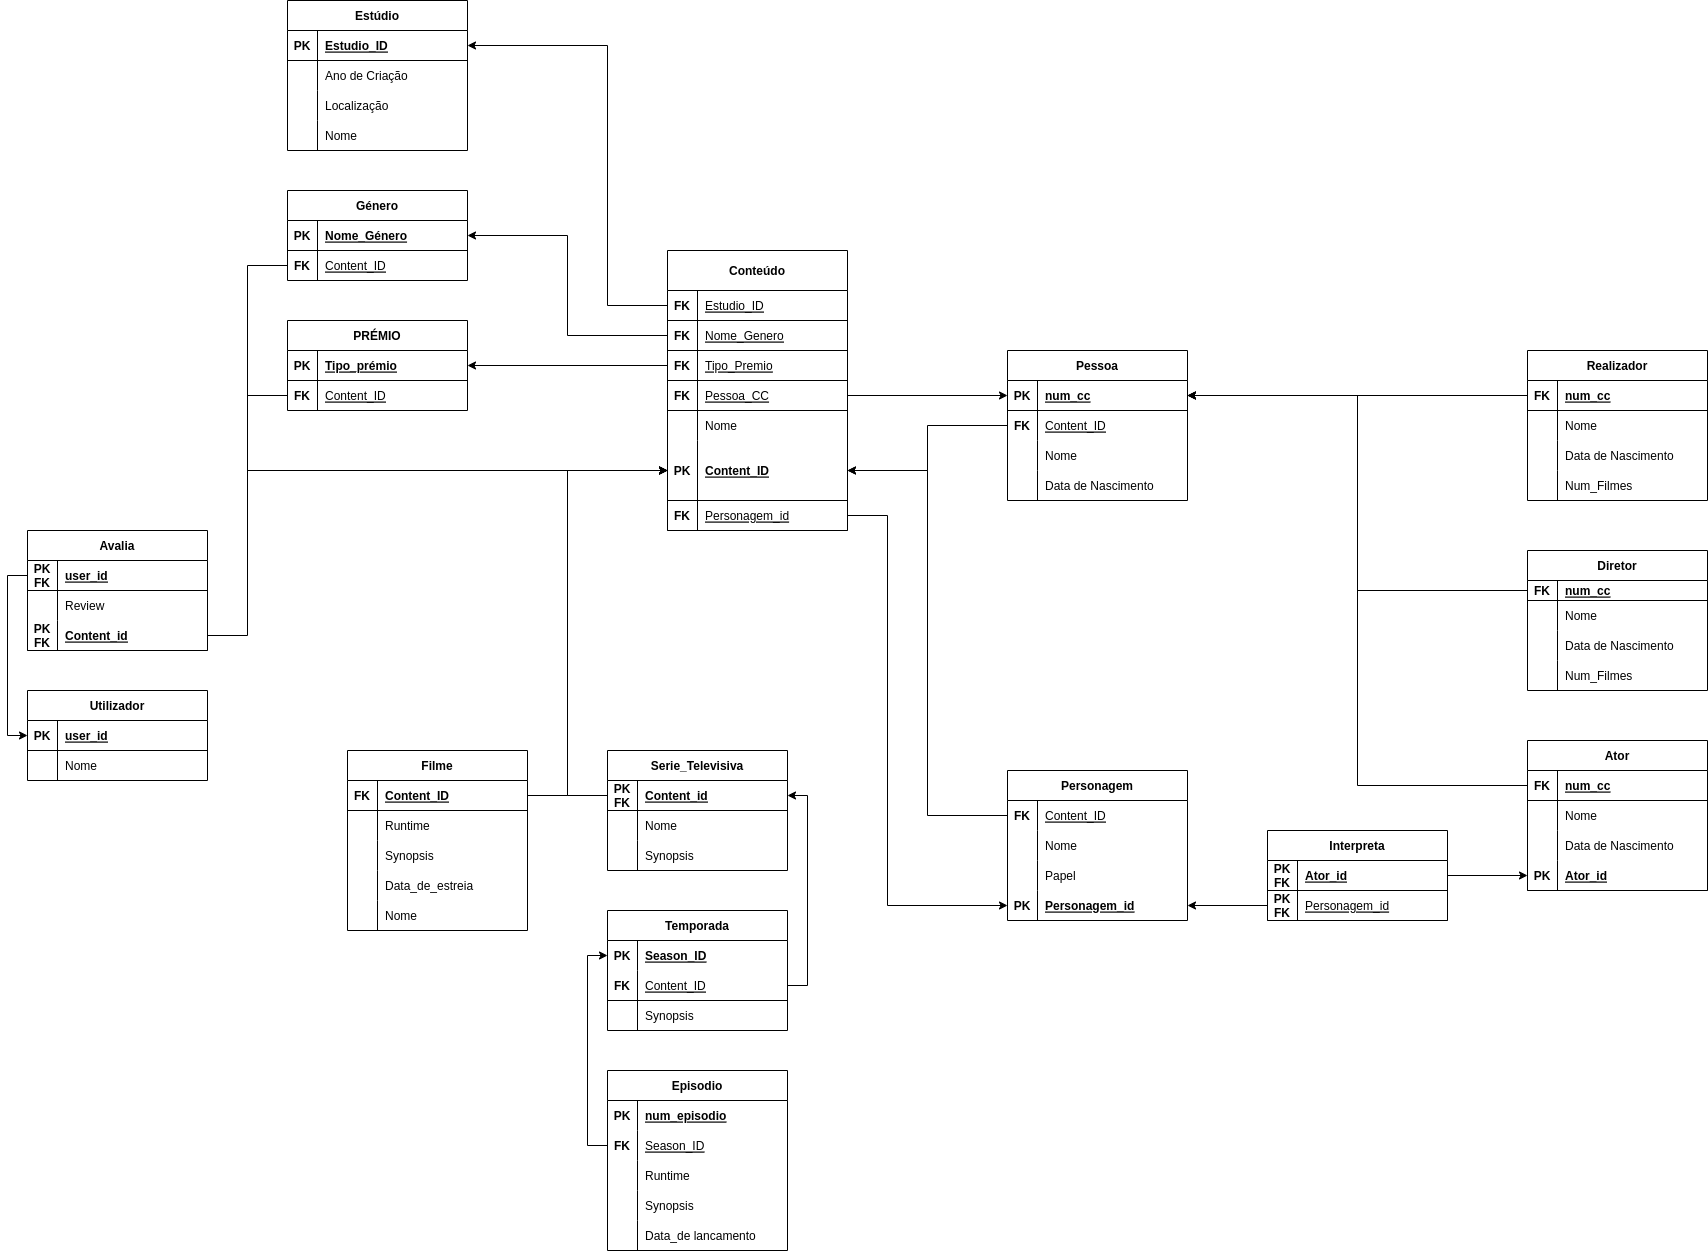 Estúdio
PK Estudio_ID
Ano de Criação
Localização
Nome
Género
PK Nome_Género
FK Content_ID
PRÉMIO
PK Tipo_prémio
FK Content_ID
Conteúdo
FK Estudio_ID
FK Nome_Genero
FK Tipo_Premio
FK Pessoa_CC
Nome
PK Content_ID
FK Personagem_id
Pessoa
PK num_cc
FK Content_ID
Nome
Data de Nascimento
Realizador
FK num_cc
Nome
Data de Nascimento
Num_Filmes
Avalia
PK
FK user_id
Review
PK
FK Content_id
Utilizador
PK user_id
Nome
Diretor
FK num_cc
Nome
Data de Nascimento
Num_Filmes
Filme
FK Content_ID
Runtime
Synopsis
Data_de_estreia
Nome
Serie_Televisiva
PK
FK Content_id
Nome
Synopsis
Temporada
PK Season_ID
FK Content_ID
Synopsis
Episodio
PK num_episodio
FK Season_ID
Runtime
Synopsis
Data_de lancamento
Personagem
FK Content_ID
Nome
Papel
PK Personagem_id
Interpreta
PK
FK Ator_id
PK
FK Personagem_id
Ator
FK num_cc
Nome
Data de Nascimento
PK Ator_id